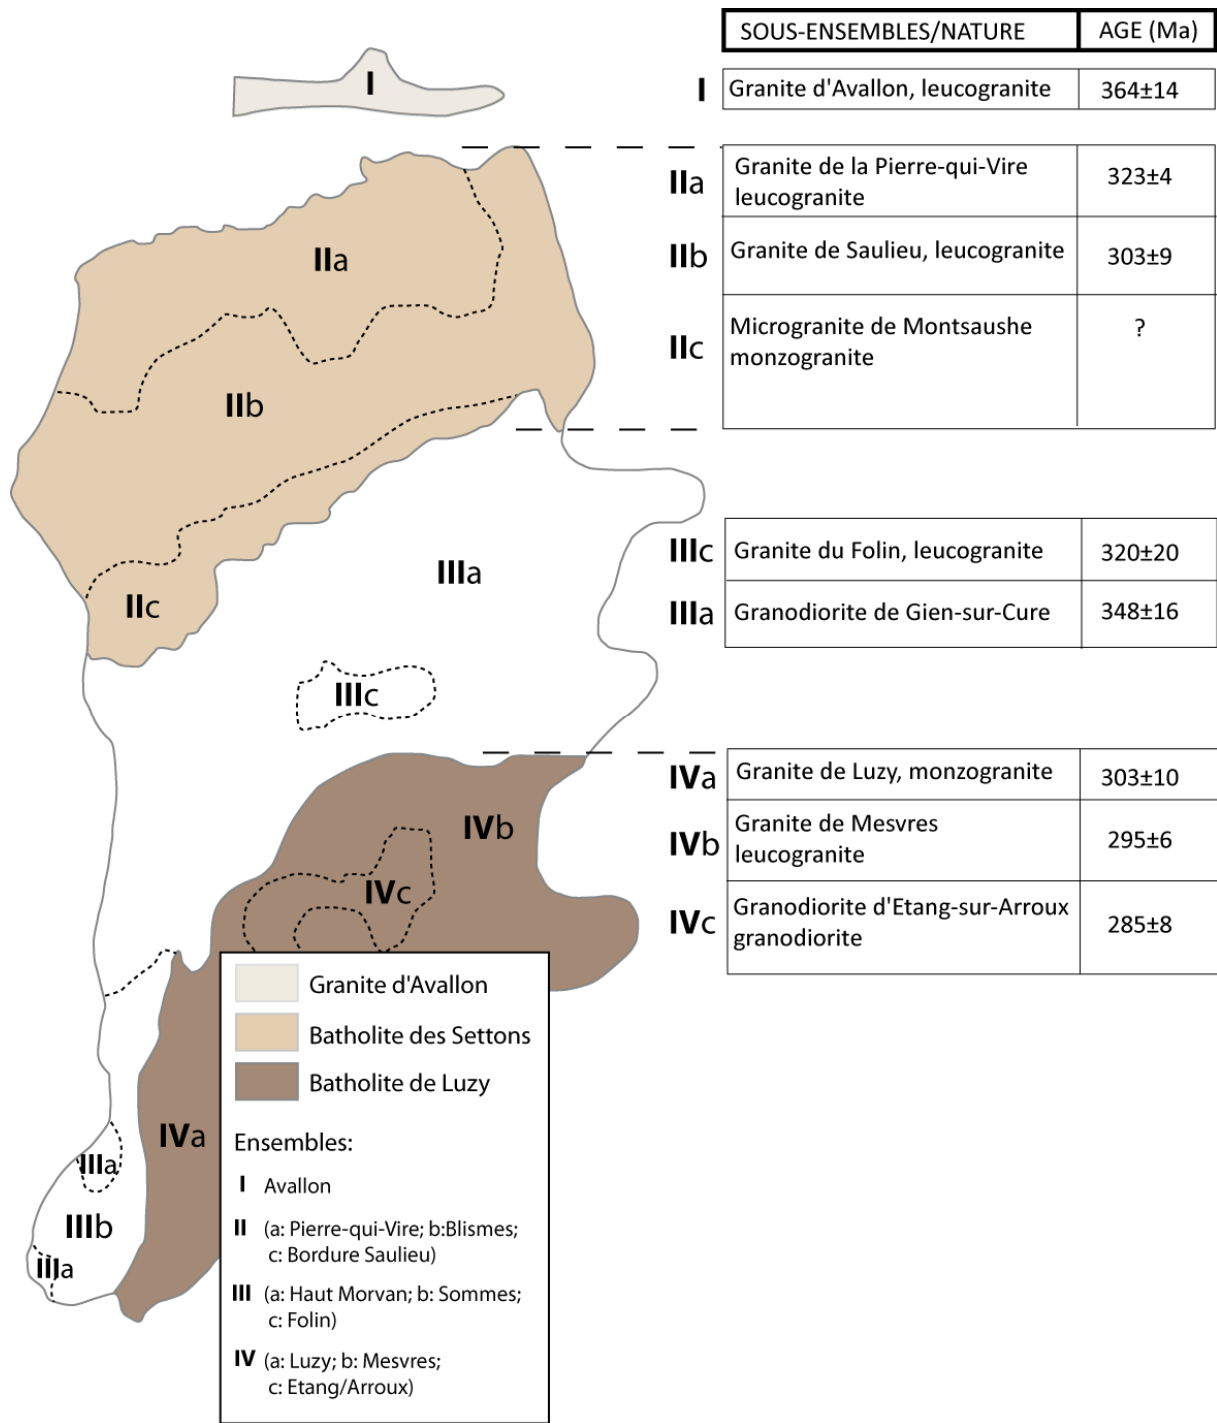 SOUS-ENSEMBLES/NATURE AGE (Ma)
I Granite d'Avallon, leucogranite 364±14
I
IIa Granite de la Pierre-qui-Vire
leucogranite 323±4
IIb Granite de Saulieu, leucogranite 303±9
IIc Microgranite de Montsaushe
monzogranite ?
IIa
IIb
IIc
IIIc Granite du Folin, leucogranite 320±20
IIIa Granodiorite de Gien-sur-Cure 348±16
IIIa
IIIc
IVa Granite de Luzy, monzogranite 303±10
IVb Granite de Mesvres
leucogranite 295±6
IVc Granodiorite d'Etang-sur-Arroux
granodiorite 285±8
IVb
IVc
IVa
IIIa
IIIb
IIIa
Granite d'Avallon
Batholite des Settons
Batholite de Luzy
Ensembles:
I Avallon
II (a: Pierre-qui-Vire; b:Blismes;
c: Bordure Saulieu)
III (a: Haut Morvan; b: Sommes;
c: Folin)
IV (a: Luzy; b: Mesvres;
c: Etang/Arroux)